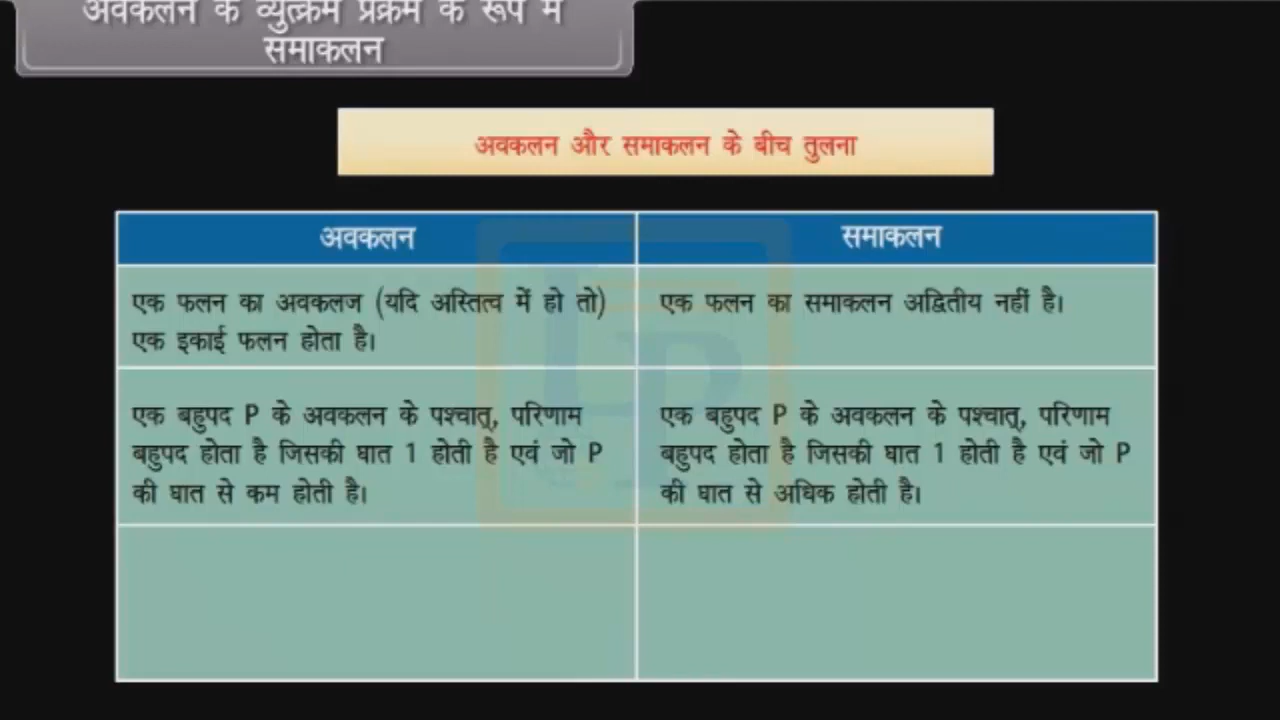 अवकलन के व्युत्क्रम प्रक्रम के रूप में
समाकलन
अवकलन और समाकलन के बीच तुलना
अवकलन
समाकलन
एक फलन का अवकलज (यदि अस्तित्व में हो तो)
एक इकाई फलन होता है।
एक फलन का समाकलन अद्वितीय नहीं है।
एक बहुपद P के अवकलन के पश्चात्, परिणाम
बहुपद होता है जिसकी घात 1 होती है एवं जो P
की घात से कम होती है।
एक बहुपद P के अवकलन के पश्चात्, परिणाम
बहुपद होता है जिसकी घात 1 होती है एवं जो P
की घात से अधिक होती है।